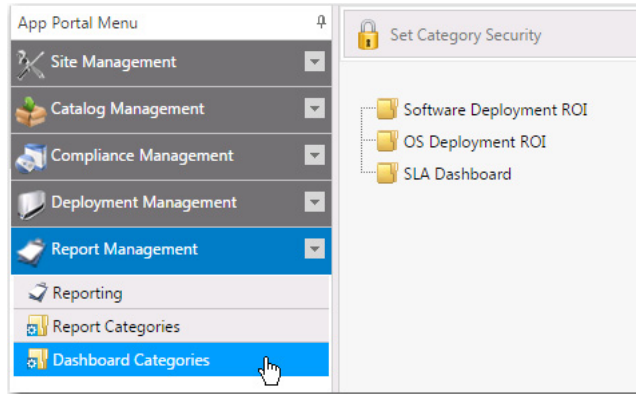 App Portal Menu
Site Management
Catalog Management
Compliance Management
Deployment Management
Report Management
Reporting
Report Categories
Dashboard Categories
Set Category Security
Software Deployment ROI
OS Deployment ROI
SLA Dashboard